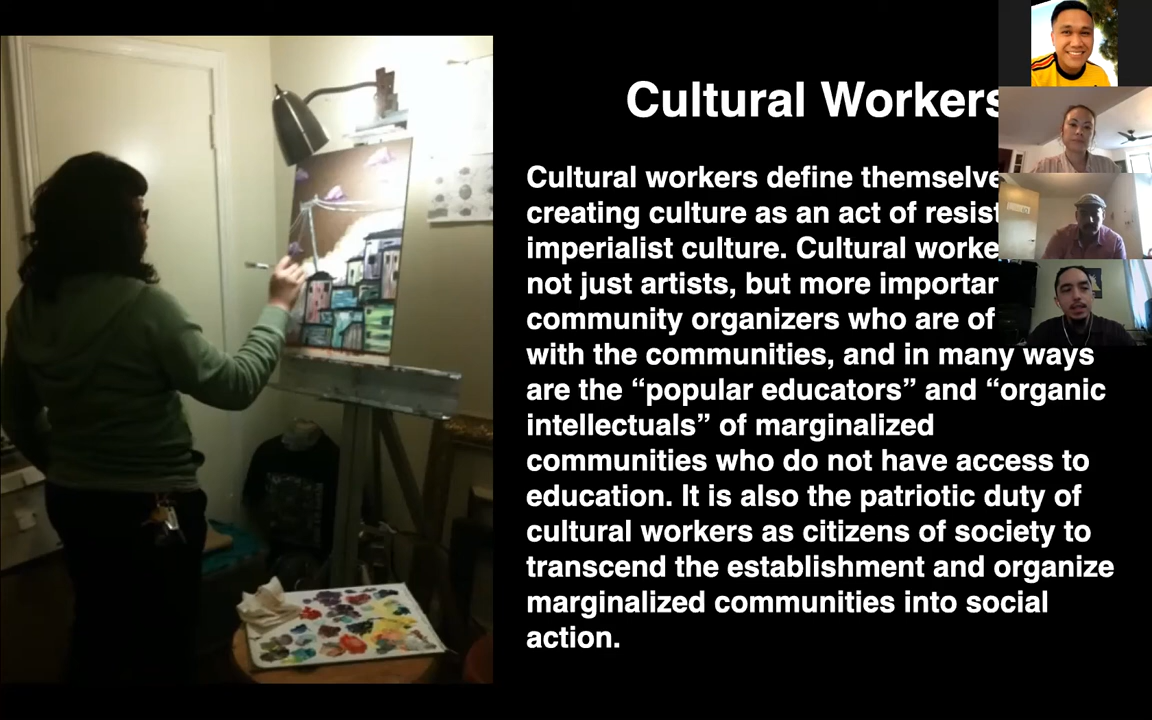 Cultural Workers
Cultural workers define themselve
creating culture as an act of resist
imperialist culture. Cultural worke
not just artists, but more importan
community organizers who are of
with the communities, and in many ways
are the “popular educators” and “organic
intellectuals” of marginalized
communities who do not have access to
education. It is also the patriotic duty of
cultural workers as citizens of society to
transcend the establishment and organize
marginalized communities into social
action.